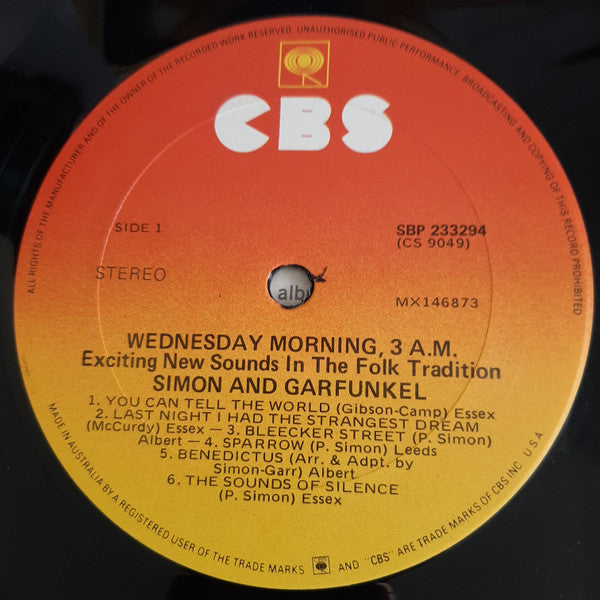 ALL RIGHTS OF THE MANUFACTURER AND OF THE OWNER OF THE RECORDED WORK RESERVED. UNAUTHORISED PUBLIC PERFORMANCE, BROADCASTING AND COPYING OF THIS RECORD PROHIBITED
CBS
SIDE 1
SBP 233294
(CS 9049)
STEREO
alb
MX146873
WEDNESDAY MORNING, 3 A.M.
Exciting New Sounds In The Folk Tradition
SIMON AND GARFUNKEL
1. YOU CAN TELL THE WORLD (Gibson-Camp) Essex
2. LAST NIGHT I HAD THE STRANGEST DREAM
(McCurdy) Essex — 3. BLEECKER STREET (P. Simon)
Albert — 4. SPARROW (P. Simon) Leeds
5. BENEDICTUS (Arr. & Adpt. by
Simon-Garr) Albert
6. THE SOUNDS OF SILENCE
(P. Simon) Essex
MADE IN AUSTRALIA BY A REGISTERED USER OF THE TRADE MARKS AND "CBS" ARE TRADE MARKS OF CBS INC. U S A